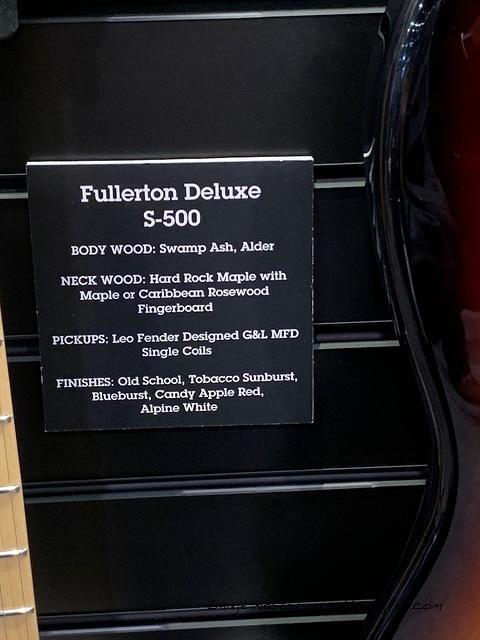 Fullerton Deluxe
S-500
BODY WOOD: Swamp Ash, Alder
NECK WOOD: Hard Rock Maple with
Maple or Caribbean Rosewood
Fingerboard
PICKUPS: Leo Fender Designed G&L MFD
Single Coils
FINISHES: Old School, Tobacco Sunburst,
Blueburst, Candy Apple Red,
Alpine White